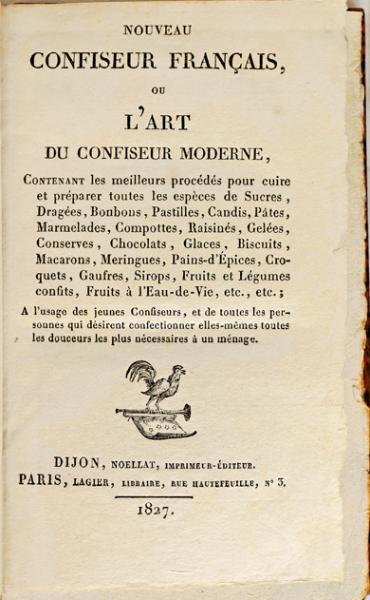 NOUVEAU
CONFISEUR FRANÇAIS,
OU
L'ART
DU CONFISEUR MODERNE,
CONTENANT les meilleurs procédés pour cuire
et préparer toutes les espèces de Sucres,
Dragées, Bonbons, Pastilles, Candis, Pâtes,
Marmelades, Compottes, Raisinés, Gelées,
Conserves, Chocolats, Glaces, Biscuits,
Macarons, Meringues, Pains-d'Épices, Cro-
quets, Gaufres, Sirops, Fruits et Légumes
confits, Fruits à l'Eau-de-Vie, etc., etc.;
A l'usage des jeunes Confiseurs, et de toutes les per-
sonnes qui désirent confectionner elles-mêmes toutes
les douceurs les plus nécessaires à un ménage.
DIJON, NOELLAT, IMPRIMEUR-ÉDITEUR.
PARIS, LAGIER, LIBRAIRE, RUE HAUTEFEUILLE, N° 3,
1827.